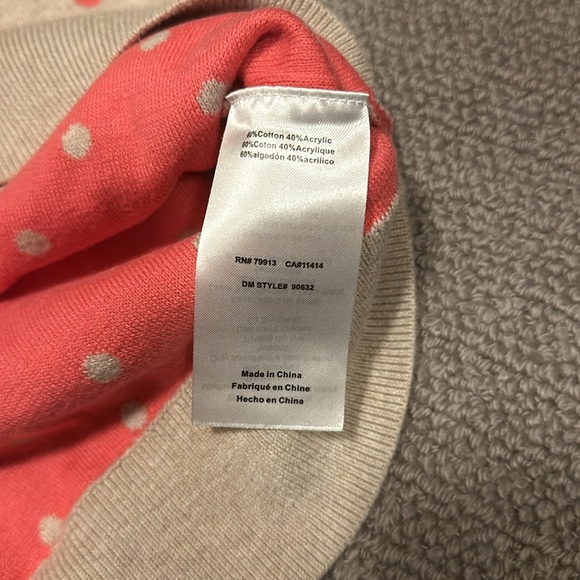 60%Cotton 40%Acrylic
60%Coton 40%Acrylique
60%algodón 40%acrilico
RN# 79913 CA#11414
DM STYLE# 90632
Made in China
Fabriqué en Chine
Hecho en China